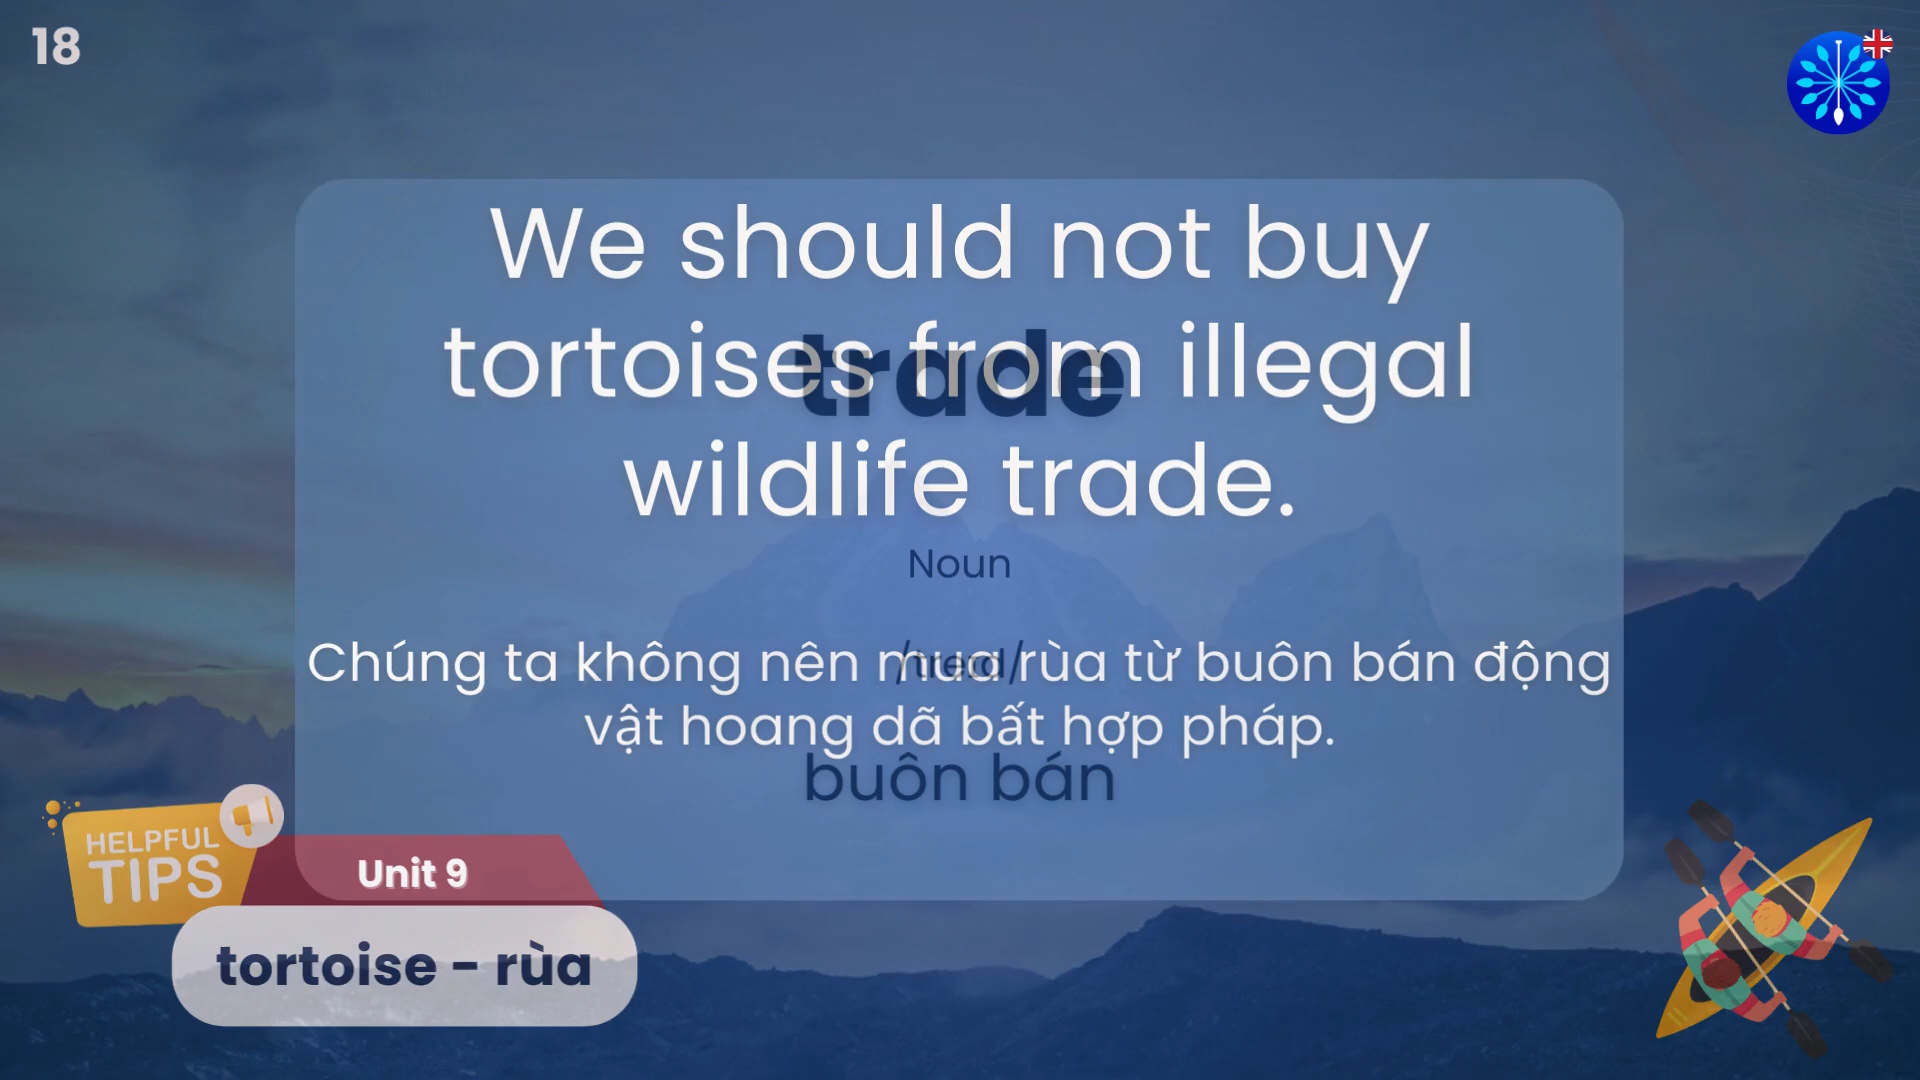 18
We should not buy
tortoises from illegal
wildlife trade.
trade
Noun
/treɪd/
Chúng ta không nên mua rùa từ buôn bán động
vật hoang dã bất hợp pháp.
buôn bán
HELPFUL
TIPS
Unit 9
tortoise - rùa